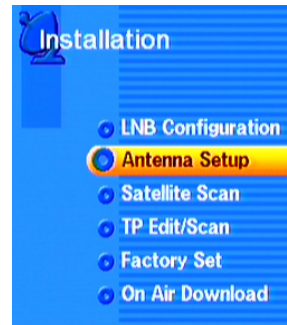 Installation
LNB Configuration
Antenna Setup
Satellite Scan
TP Edit/Scan
Factory Set
On Air Download